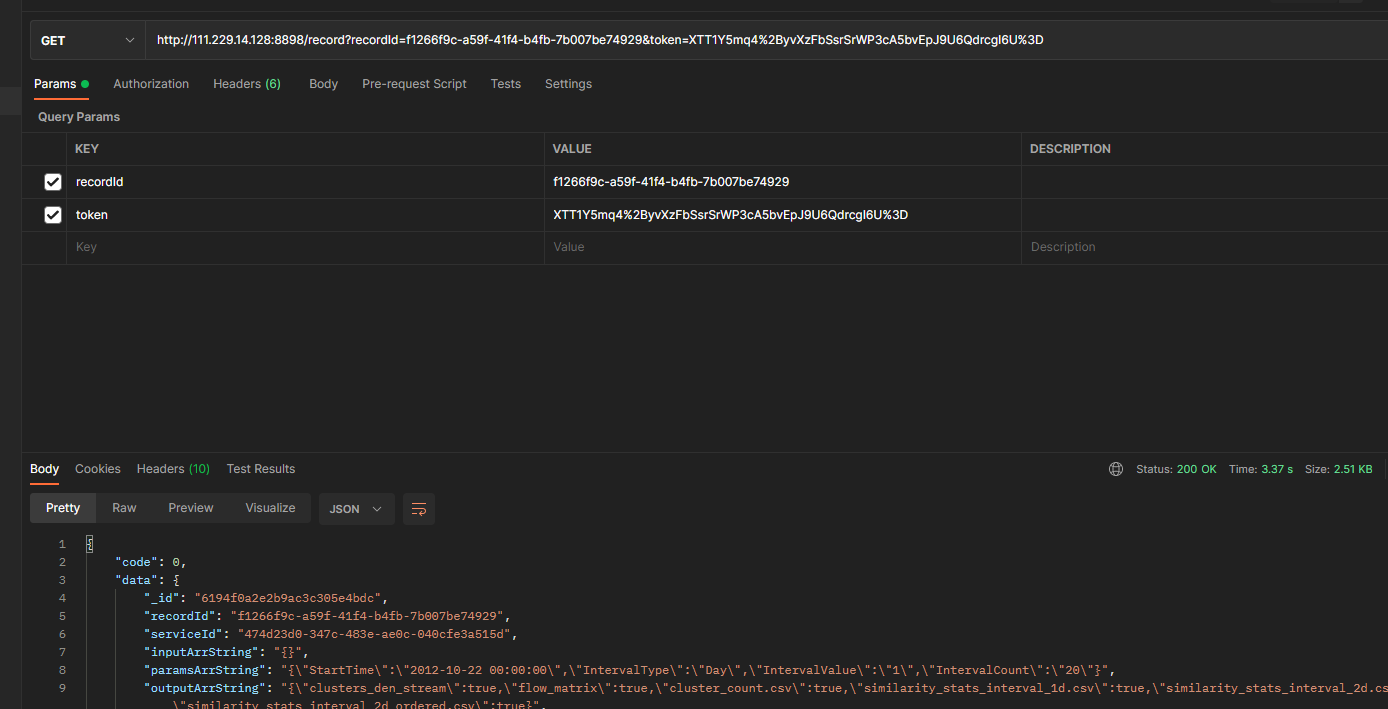 GET http://111.229.14.128:8898/record?recordId=f1266f9c-a59f-41f4-b4fb-7b007be74929&token=XTT1Y5mq4%2ByvXzFbSsrSrWP3cA5bvEpJ9U6QdrcgI6U%3D
Params Authorization Headers (6) Body Pre-request Script Tests Settings
Query Params
KEY VALUE DESCRIPTION
recordId f1266f9c-a59f-41f4-b4fb-7b007be74929
token XTT1Y5mq4%2ByvXzFbSsrSrWP3cA5bvEpJ9U6QdrcgI6U%3D
Key Value Description
Body Cookies Headers (10) Test Results Status: 200 OK Time: 3.37 s Size: 2.51 KB
Pretty Raw Preview Visualize JSON
1 {
2 "code": 0,
3 "data": {
4 "_id": "6194f0a2e2b9ac3c305e4bdc",
5 "recordId": "f1266f9c-a59f-41f4-b4fb-7b007be74929",
6 "serviceId": "474d23d0-347c-483e-ae0c-040cfe3a515d",
7 "inputArrString": "{}",
8 "paramsArrString": "{\"StartTime\":\"2012-10-22 00:00:00\",\"IntervalType\":\"Day\",\"IntervalValue\":\"1\",\"IntervalCount\":\"20\"}",
9 "outputArrString": "{\"clusters_den_stream\":true,\"flow_matrix\":true,\"cluster_count.csv\":true,\"similarity_stats_interval_1d.csv\":true,\"similarity_stats_interval_2d.cs
\"similarity_stats_interval_2d_ordered.csv\":true}",